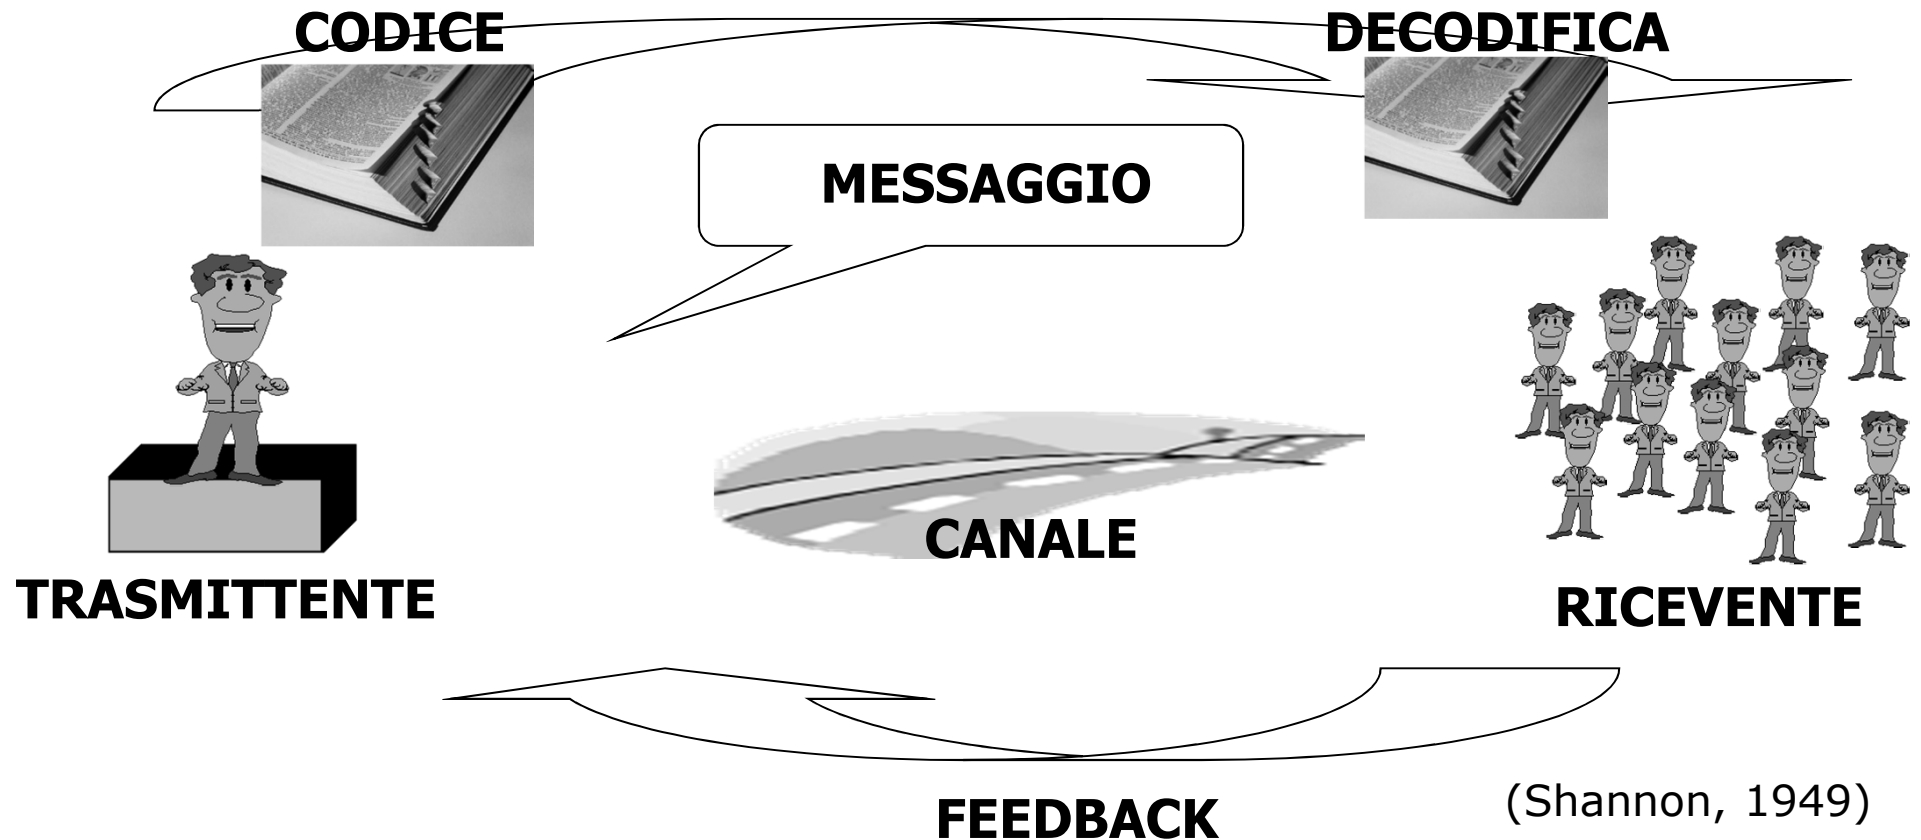 CODICE
DECODIFICA
MESSAGGIO
CANALE
TRASMITTENTE
RICEVENTE
FEEDBACK
(Shannon, 1949)